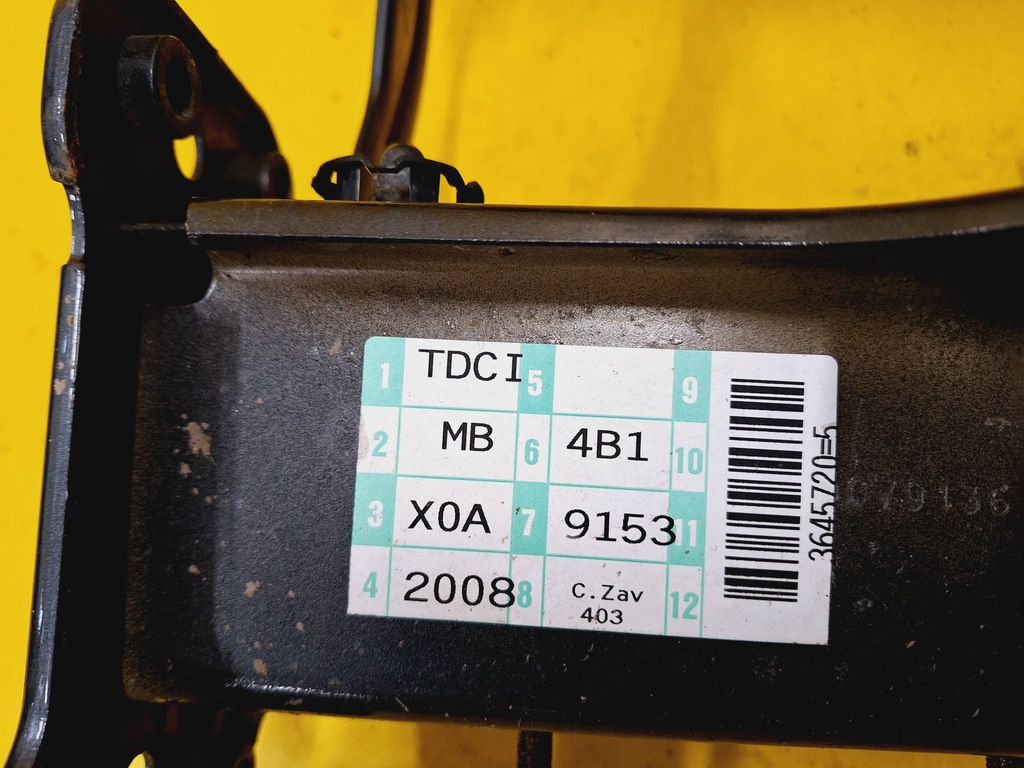 1 TDCI 5 9
2 MB 6 4B1 10
3 X0A 7 9153 11
4 2008 8 C.Zav 12
403
3645720=5
079136